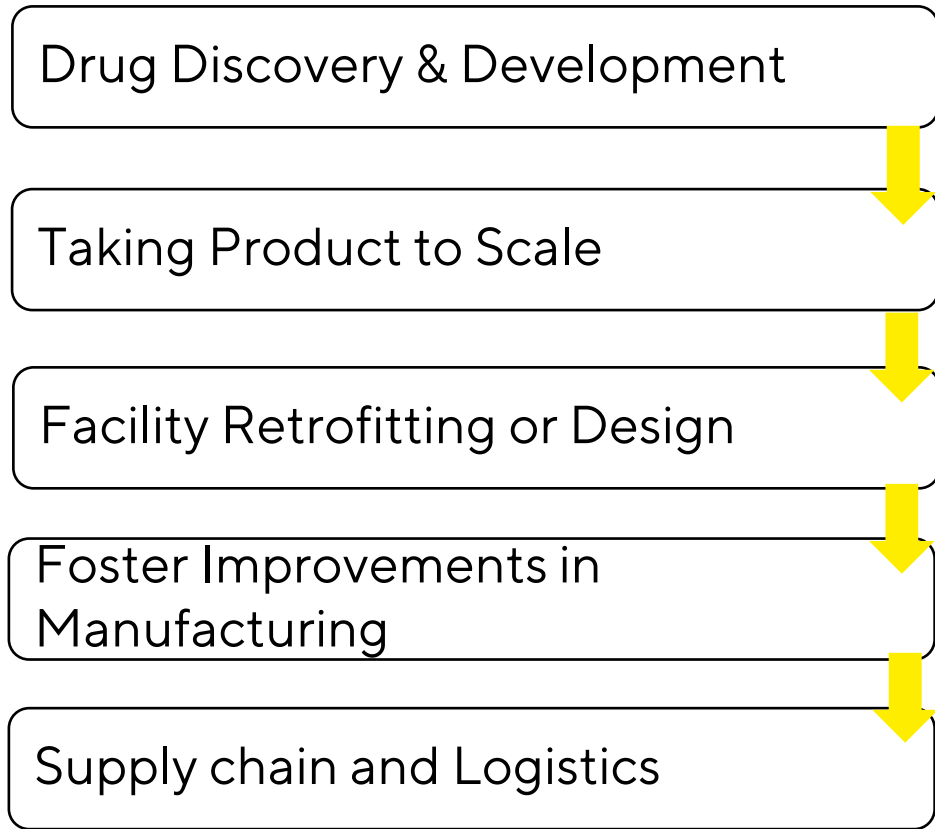 Drug Discovery & Development
Taking Product to Scale
Facility Retrofitting or Design
Foster Improvements in
Manufacturing
Supply chain and Logistics